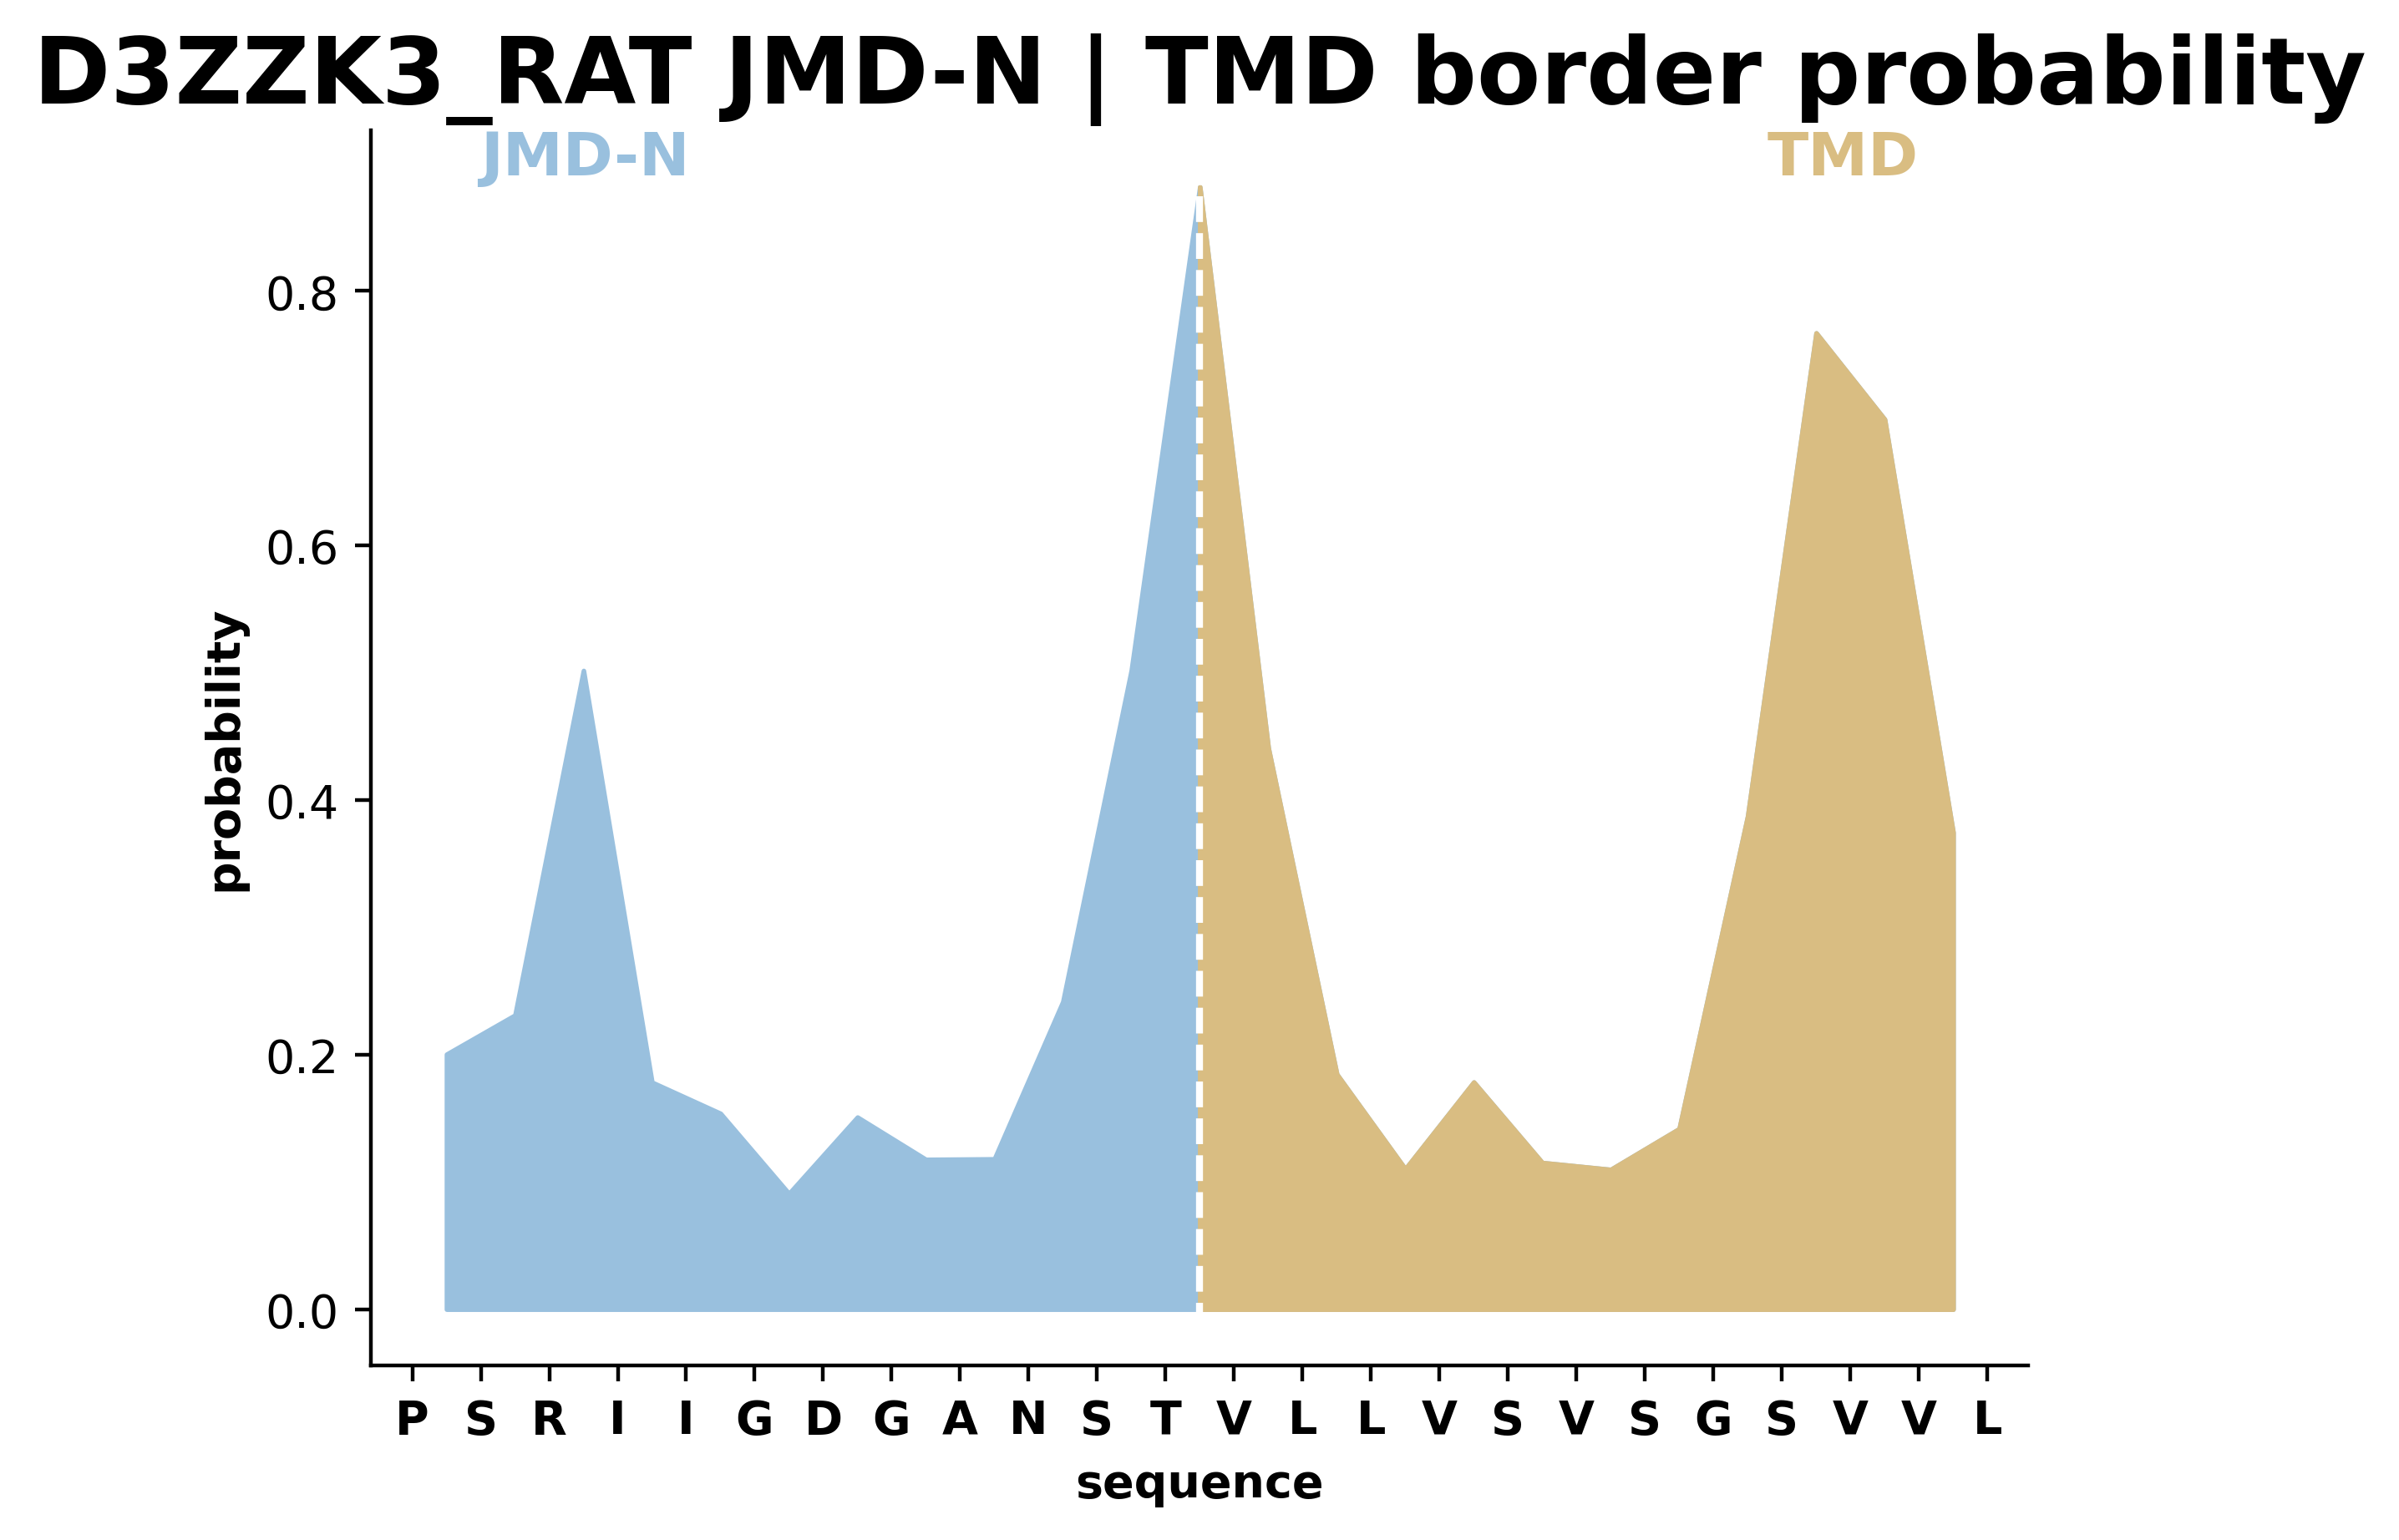 D3ZZK3_RAT JMD-N | TMD border probability
JMD-N TMD
0.8
0.6
0.4
0.2
0.0
probability
P S R I I G D G A N S T V L L V S V S G S V V L
sequence